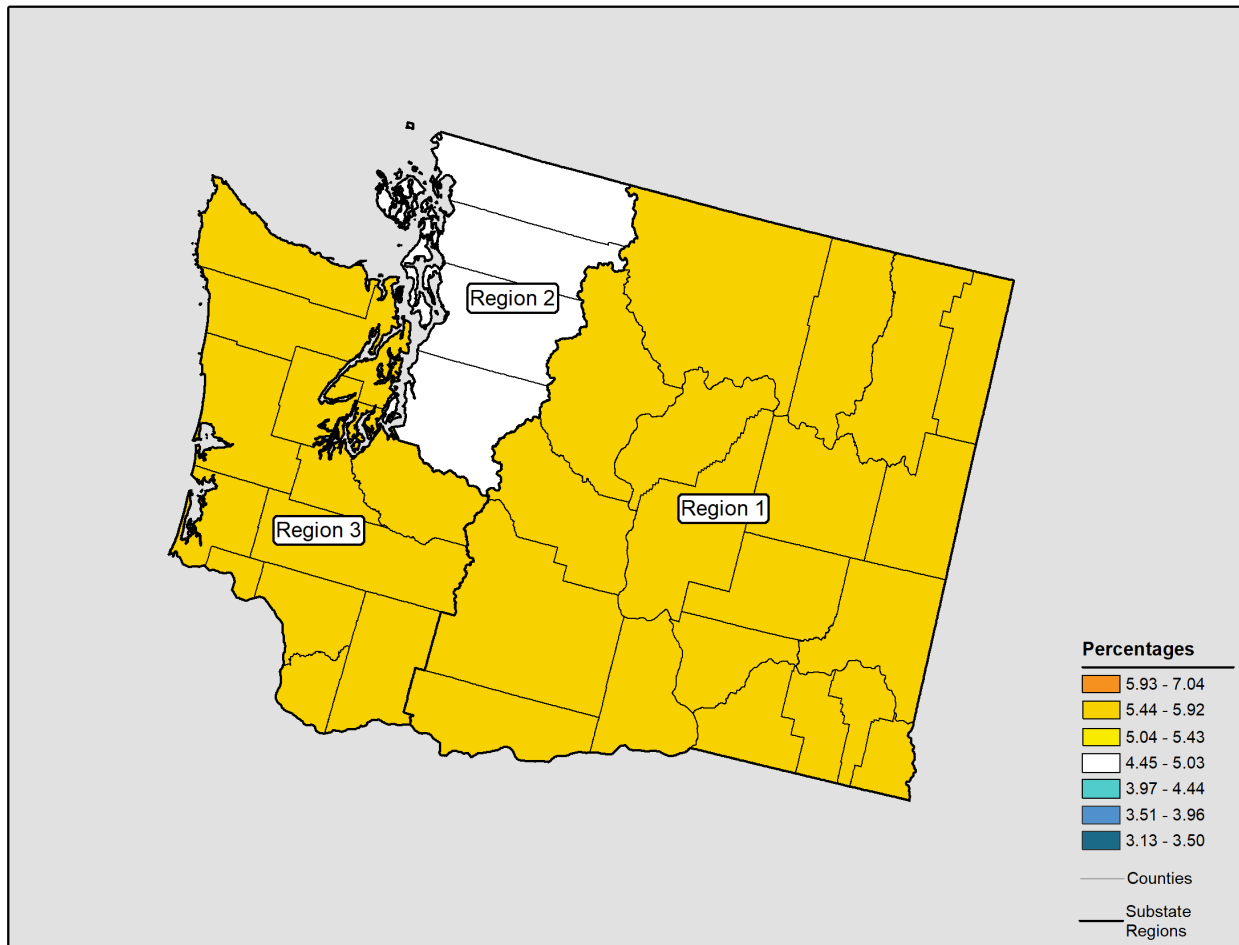 Region 2
Region 1
Region 3
Percentages
5.93 - 7.04
5.44 - 5.92
5.04 - 5.43
4.45 - 5.03
3.97 - 4.44
3.51 - 3.96
3.13 - 3.50
Counties
Substate
Regions